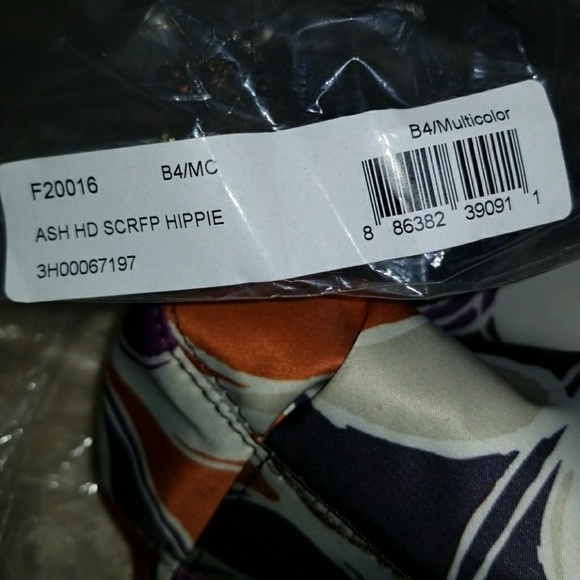 F20016 B4/MC B4/Multicolor
ASH HD SCRFP HIPPIE
3H00067197
8 86382 39091 1